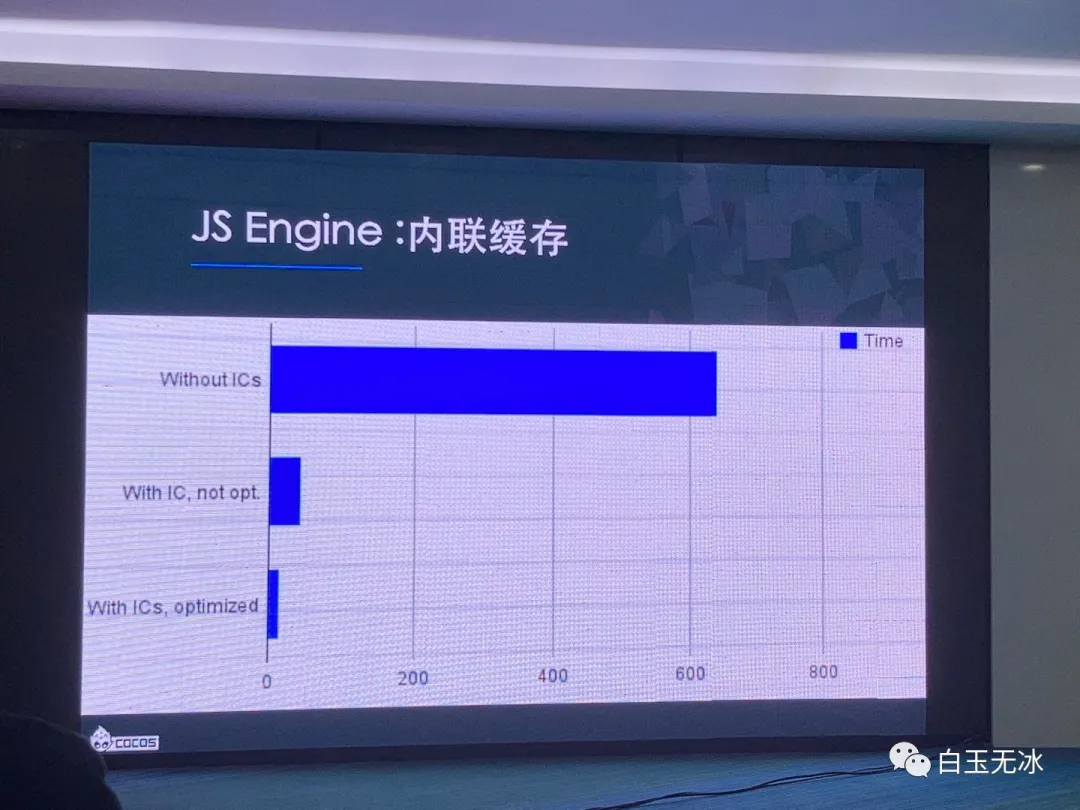 JS Engine :内联缓存
Time
Without ICs
With IC, not opt.
With ICs, optimized
0 200 400 600 800
COCOS
白玉无冰